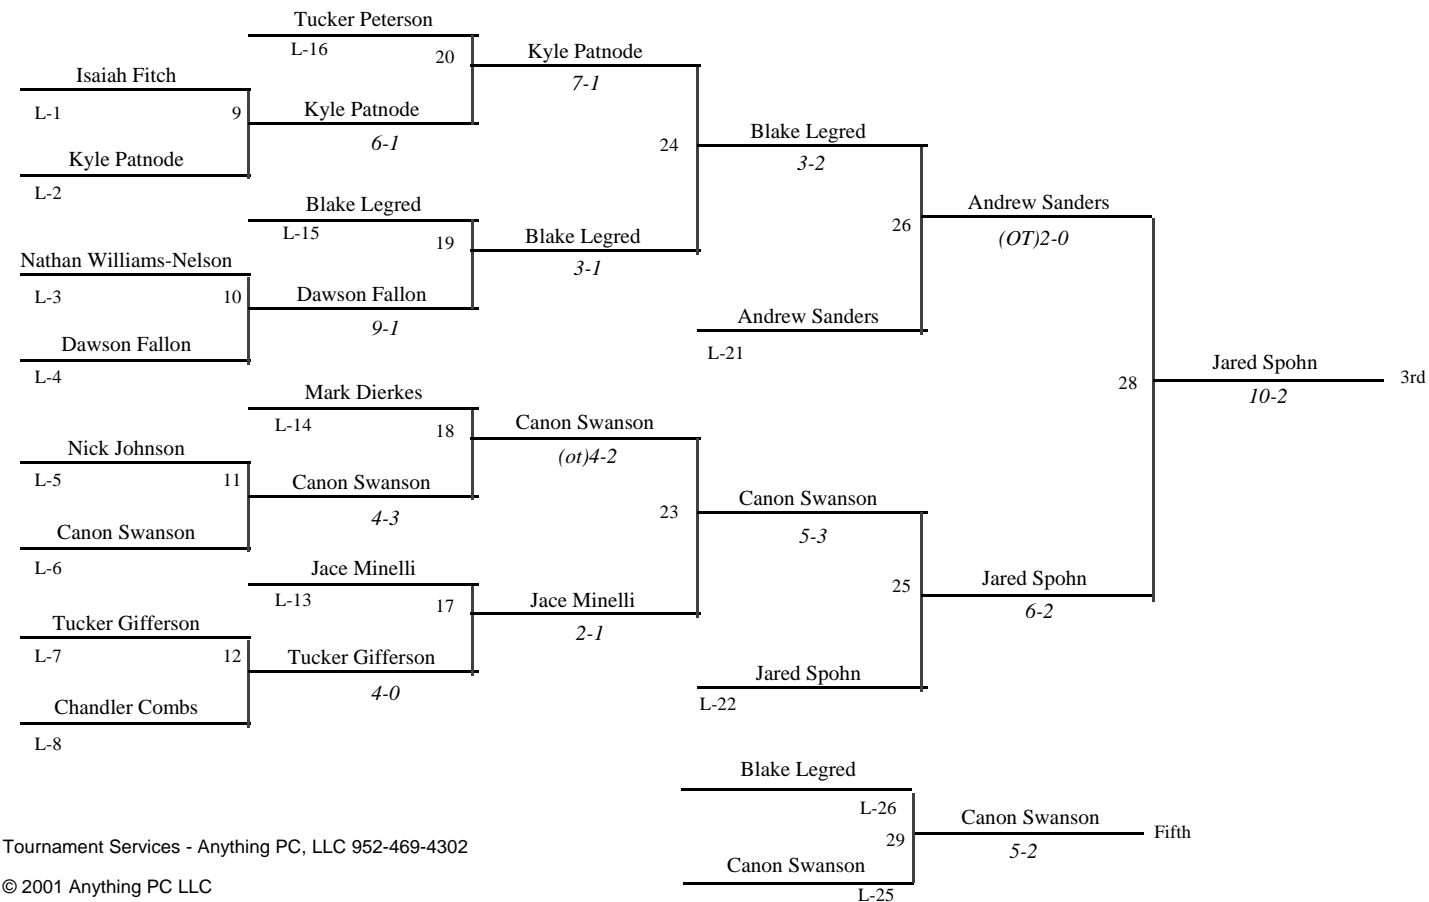 Tucker Peterson
L-16
20
Kyle Patnode
7-1
Isaiah Fitch
L-1
9
Kyle Patnode
6-1
Kyle Patnode
L-2
24
Blake Legred
3-2
Blake Legred
L-15
19
Blake Legred
3-1
26
Andrew Sanders
(OT)2-0
Nathan Williams-Nelson
L-3
10
Dawson Fallon
9-1
Dawson Fallon
L-4
Andrew Sanders
L-21
28
Jared Spohn
10-2
3rd
Mark Dierkes
L-14
18
Canon Swanson
(ot)4-2
Nick Johnson
L-5
11
Canon Swanson
4-3
Canon Swanson
L-6
23
Canon Swanson
5-3
Jace Minelli
L-13
17
Jace Minelli
2-1
25
Jared Spohn
6-2
Tucker Gifferson
L-7
12
Tucker Gifferson
4-0
Chandler Combs
L-8
Jared Spohn
L-22
Blake Legred
L-26
29
Canon Swanson
5-2
Fifth
Canon Swanson
L-25
Tournament Services - Anything PC, LLC 952-469-4302
© 2001 Anything PC LLC